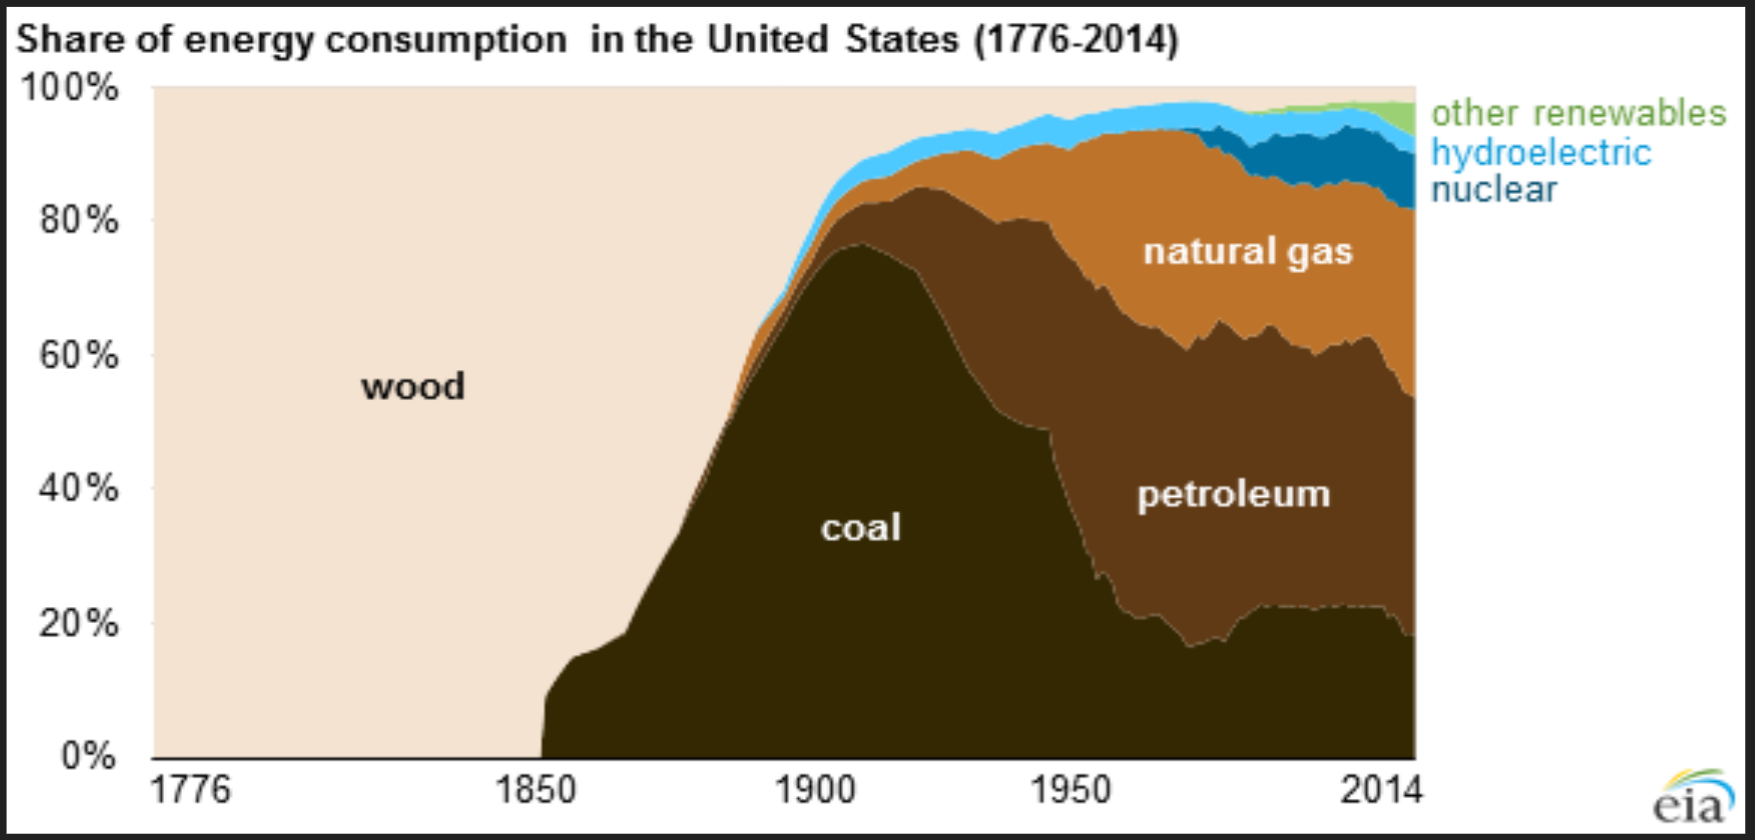 Share of energy consumption in the United States (1776-2014)
100%
80%
60%
40%
20%
0%
wood
coal
natural gas
petroleum
other renewables
hydroelectric
nuclear
1776 1850 1900 1950 2014
eia